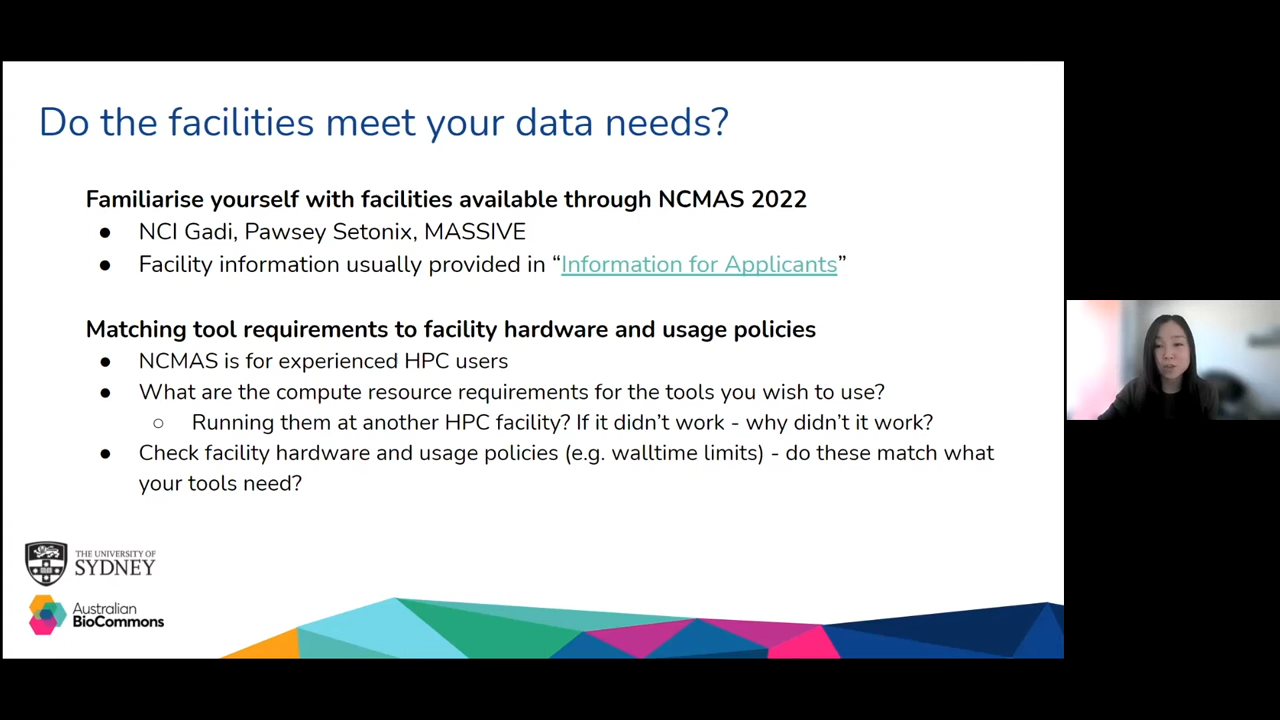 Do the facilities meet your data needs?
Familiarise yourself with facilities available through NCMAS 2022
● NCI Gadi, Pawsey Setonix, MASSIVE
● Facility information usually provided in “Information for Applicants”
Matching tool requirements to facility hardware and usage policies
● NCMAS is for experienced HPC users
● What are the compute resource requirements for the tools you wish to use?
○ Running them at another HPC facility? If it didn’t work - why didn’t it work?
● Check facility hardware and usage policies (e.g. walltime limits) - do these match what
your tools need?
THE UNIVERSITY OF
SYDNEY
Australian
BioCommons